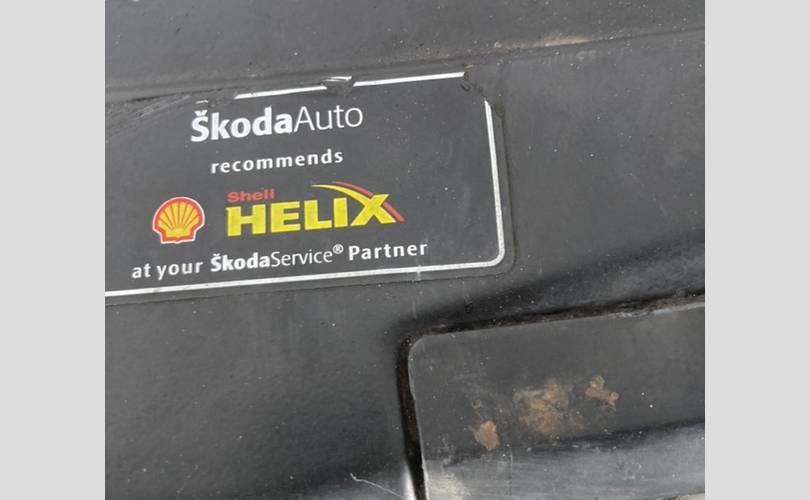 ŠkodaAuto
recommends
Shell
HELIX
at your ŠkodaService® Partner